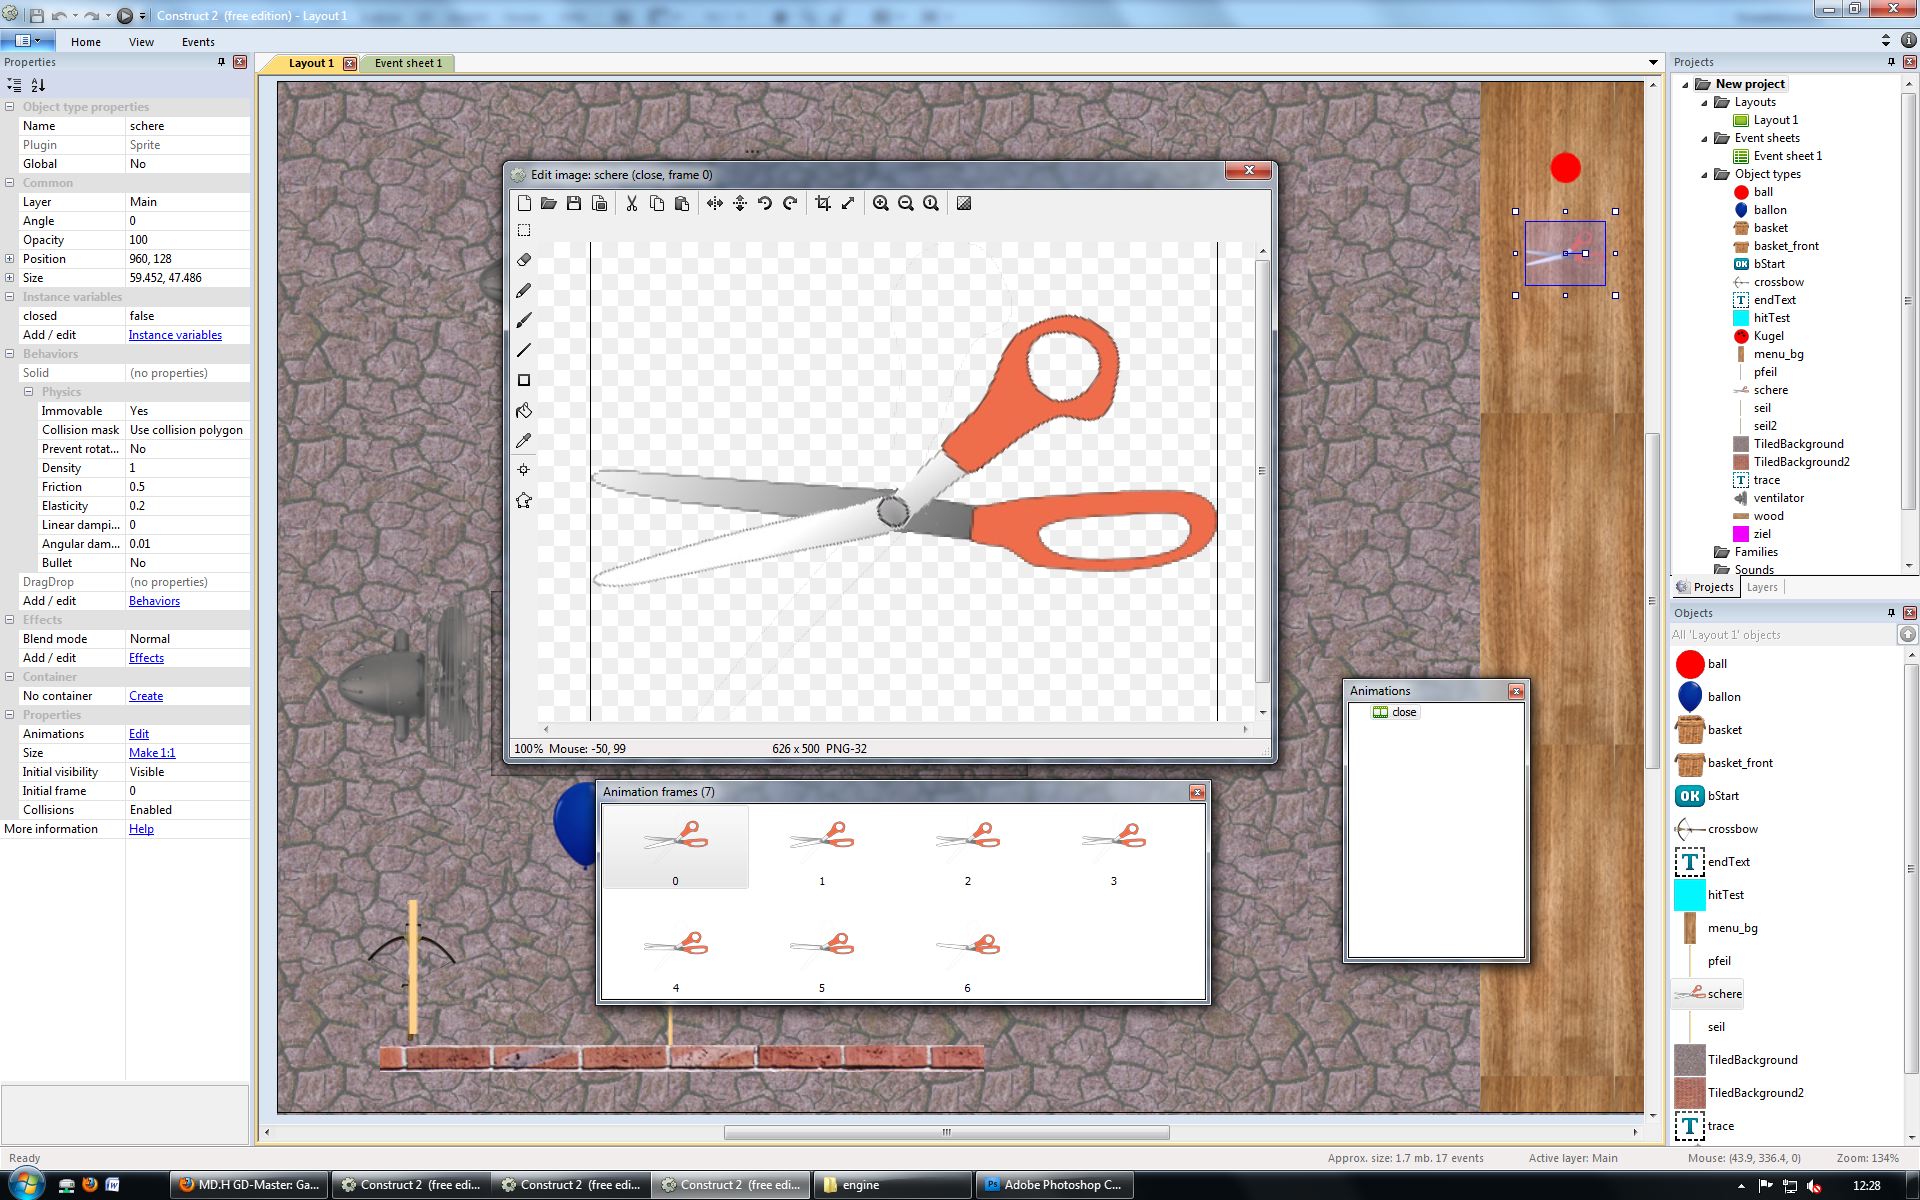 Construct 2  (free edition) - Layout 1
Home
View
Events
Properties
Object type properties
Name schere
Plugin Sprite
Global No
Common
Layer Main
Angle 0
Opacity 100
Position 960, 128
Size 59.452, 47.486
Instance variables
closed false
Add / edit Instance variables
Behaviors
Solid (no properties)
Physics
Immovable Yes
Collision mask Use collision polygon
Prevent rotat... No
Density 1
Friction 0.5
Elasticity 0.2
Linear dampi... 0
Angular dam... 0.01
Bullet No
DragDrop (no properties)
Add / edit Behaviors
Effects
Blend mode Normal
Add / edit Effects
Container
No container Create
Properties
Animations Edit
Size Make 1:1
Initial visibility Visible
Initial frame 0
Collisions Enabled
More information Help
Layout 1
Event sheet 1
Edit image: schere (close, frame 0)
100% Mouse: -50, 99
626 x 500 PNG-32
Animation frames (7)
0
1
2
3
4
5
6
Animations
close
Projects
New project
Layouts
Layout 1
Event sheets
Event sheet 1
Object types
ball
ballon
basket
basket_front
OK bStart
crossbow
T endText
hitTest
Kugel
menu_bg
pfeil
schere
seil
seil2
TiledBackground
TiledBackground2
T trace
ventilator
wood
ziel
Families
Sounds
Projects
Layers
Objects
All 'Layout 1' objects
ball
ballon
basket
basket_front
OK bStart
crossbow
T endText
hitTest
menu_bg
pfeil
schere
seil
TiledBackground
TiledBackground2
T trace
Ready
Approx. size: 1.7 mb. 17 events
Active layer: Main
Mouse: (43.9, 336.4, 0)
Zoom: 134%
MD.H GD-Master: Ga...
Construct 2  (free edi...
Construct 2  (free edi...
Construct 2  (free edi...
engine
Ps Adobe Photoshop C...
12:28